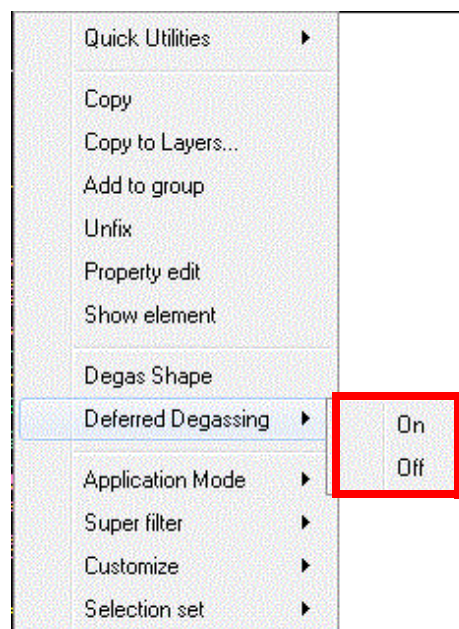 Quick Utilities
Copy
Copy to Layers...
Add to group
Unfix
Property edit
Show element
Degas Shape
Deferred Degassing
On
Off
Application Mode
Super filter
Customize
Selection set